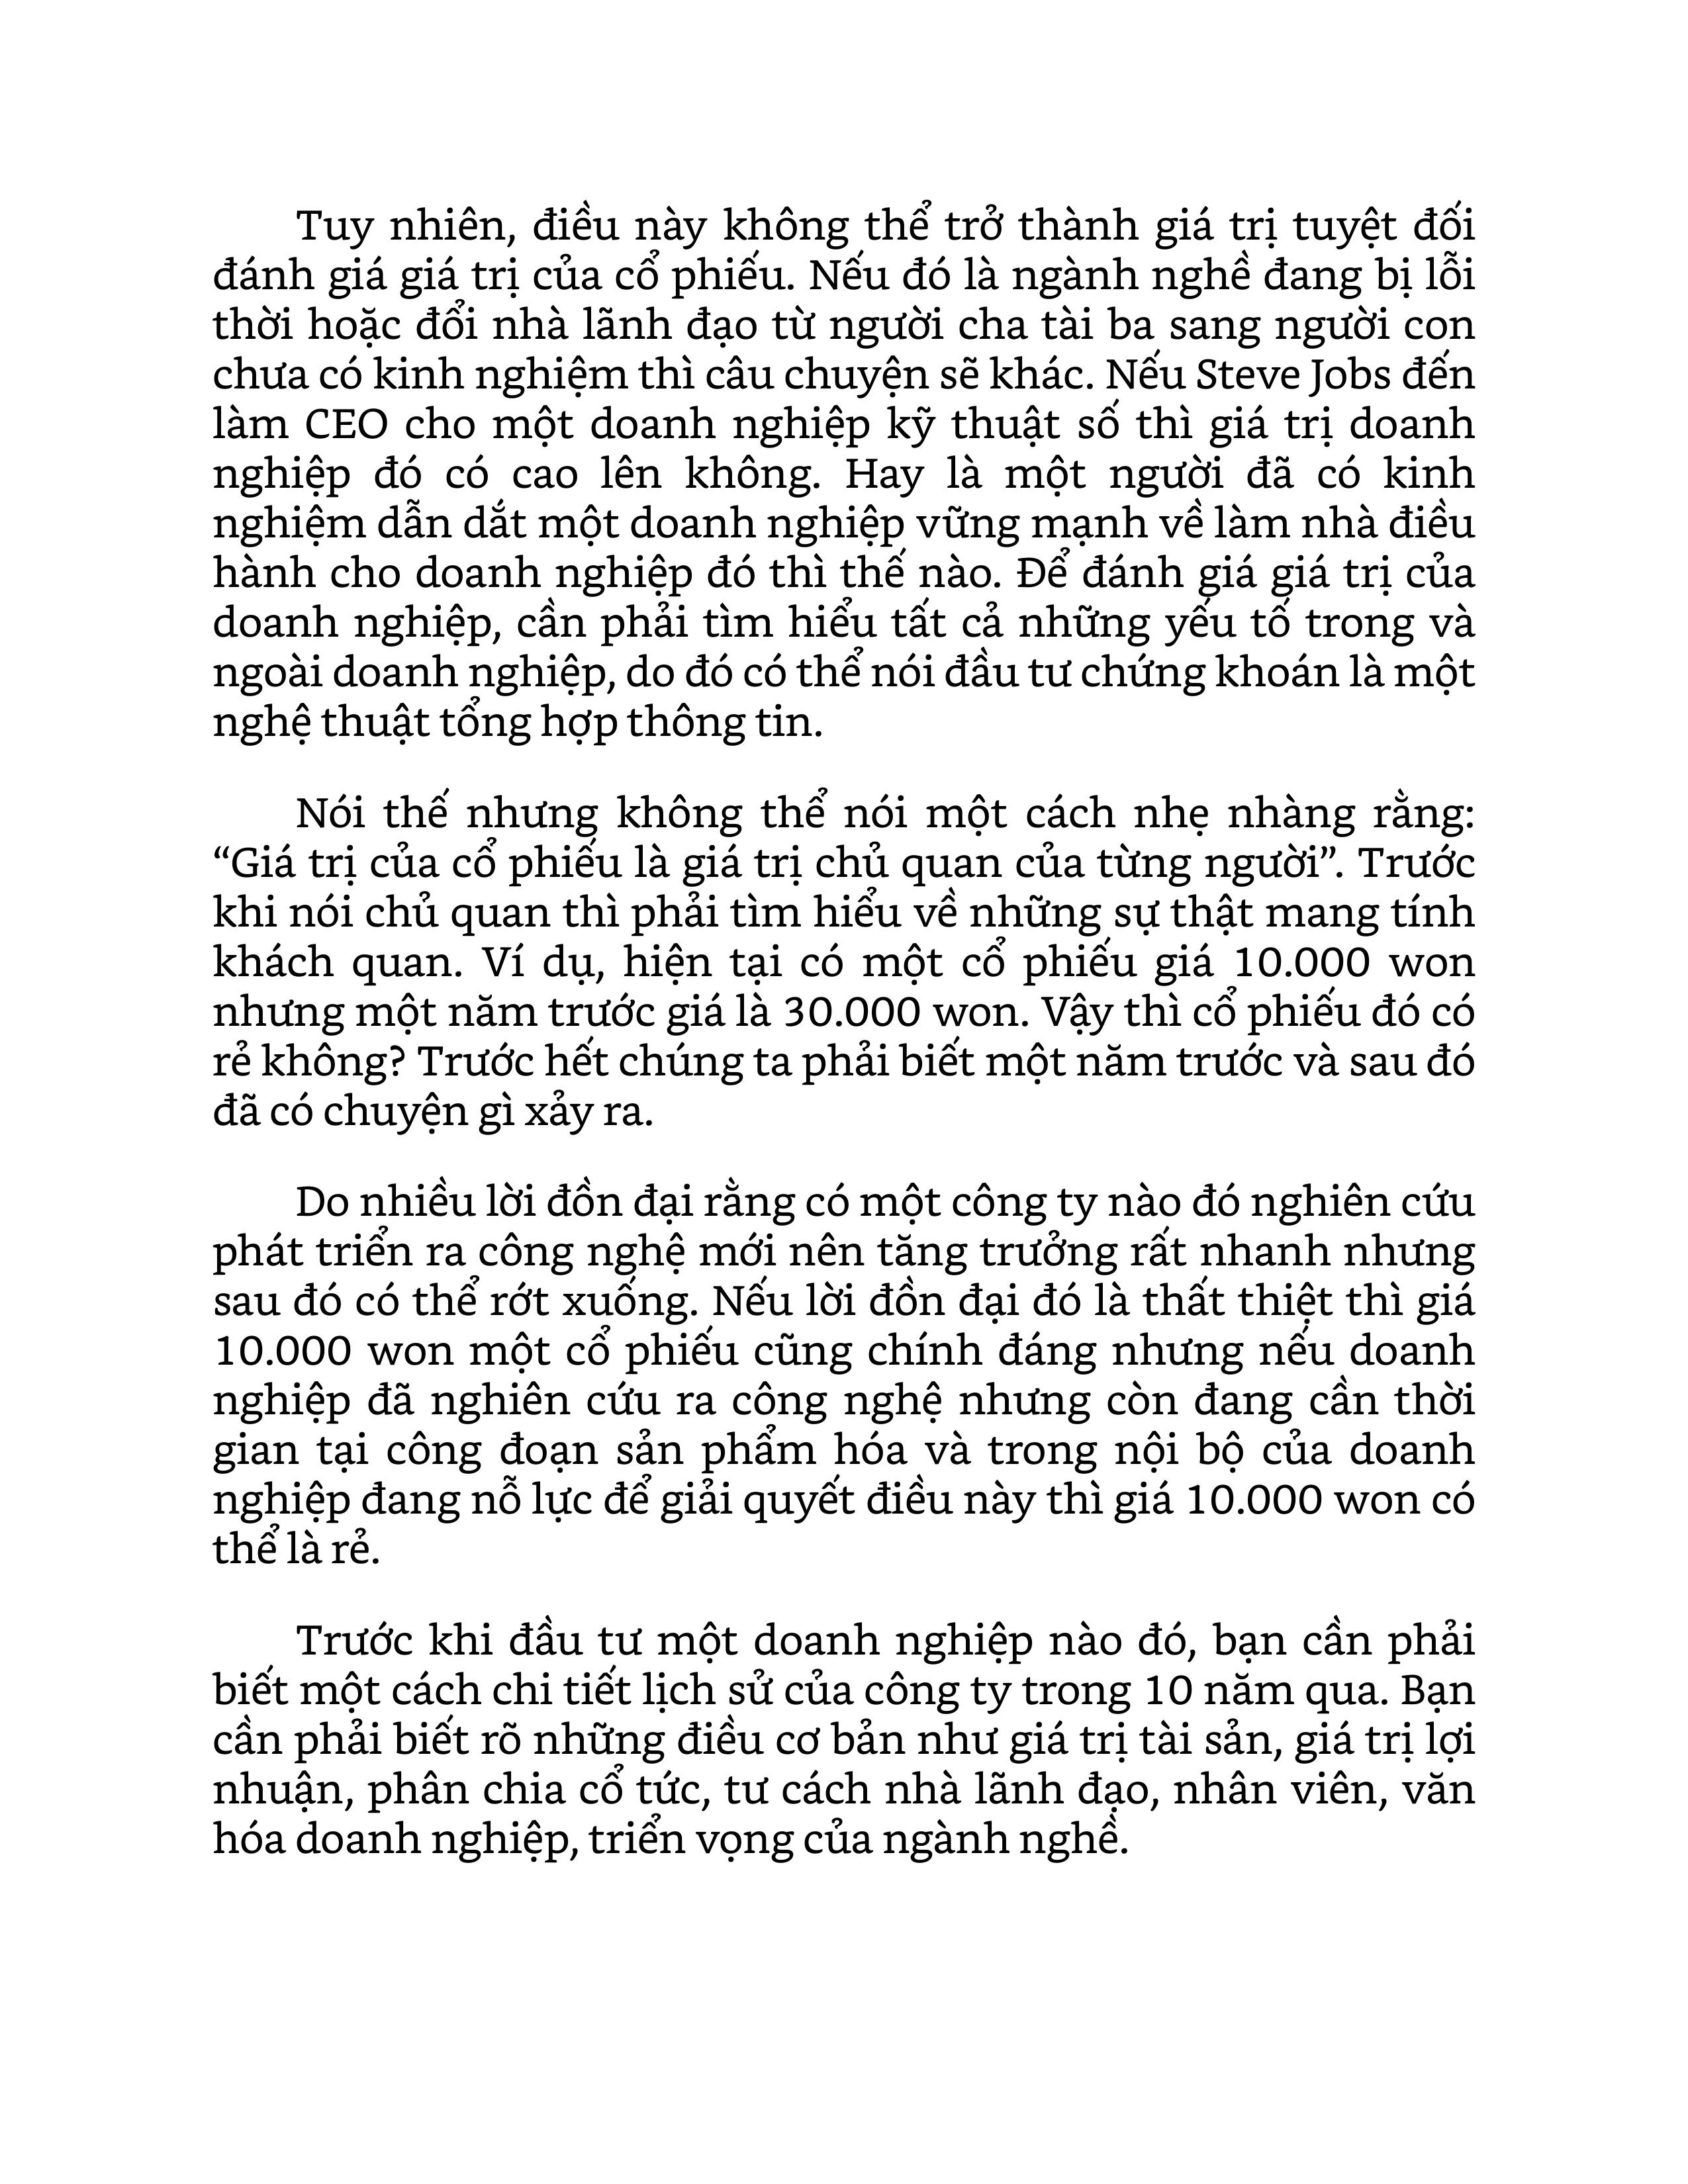 Tuy nhiên, điều này không thể trở thành giá trị tuyệt đối
đánh giá giá trị của cổ phiếu. Nếu đó là ngành nghề đang bị lỗi
thời hoặc đổi nhà lãnh đạo từ người cha tài ba sang người con
chưa có kinh nghiệm thì câu chuyện sẽ khác. Nếu Steve Jobs đến
làm CEO cho một doanh nghiệp kỹ thuật số thì giá trị doanh
nghiệp đó có cao lên không. Hay là một người đã có kinh
nghiệm dẫn dắt một doanh nghiệp vững mạnh về làm nhà điều
hành cho doanh nghiệp đó thì thế nào. Để đánh giá giá trị của
doanh nghiệp, cần phải tìm hiểu tất cả những yếu tố trong và
ngoài doanh nghiệp, do đó có thể nói đầu tư chứng khoán là một
nghệ thuật tổng hợp thông tin.
Nói thế nhưng không thể nói một cách nhẹ nhàng rằng:
“Giá trị của cổ phiếu là giá trị chủ quan của từng người”. Trước
khi nói chủ quan thì phải tìm hiểu về những sự thật mang tính
khách quan. Ví dụ, hiện tại có một cổ phiếu giá 10.000 won
nhưng một năm trước giá là 30.000 won. Vậy thì cổ phiếu đó có
rẻ không? Trước hết chúng ta phải biết một năm trước và sau đó
đã có chuyện gì xảy ra.
Do nhiều lời đồn đại rằng có một công ty nào đó nghiên cứu
phát triển ra công nghệ mới nên tăng trưởng rất nhanh nhưng
sau đó có thể rớt xuống. Nếu lời đồn đại đó là thất thiệt thì giá
10.000 won một cổ phiếu cũng chính đáng nhưng nếu doanh
nghiệp đã nghiên cứu ra công nghệ nhưng còn đang cần thời
gian tại công đoạn sản phẩm hóa và trong nội bộ của doanh
nghiệp đang nỗ lực để giải quyết điều này thì giá 10.000 won có
thể là rẻ.
Trước khi đầu tư một doanh nghiệp nào đó, bạn cần phải
biết một cách chi tiết lịch sử của công ty trong 10 năm qua. Bạn
cần phải biết rõ những điều cơ bản như giá trị tài sản, giá trị lợi
nhuận, phân chia cổ tức, tư cách nhà lãnh đạo, nhân viên, văn
hóa doanh nghiệp, triển vọng của ngành nghề.